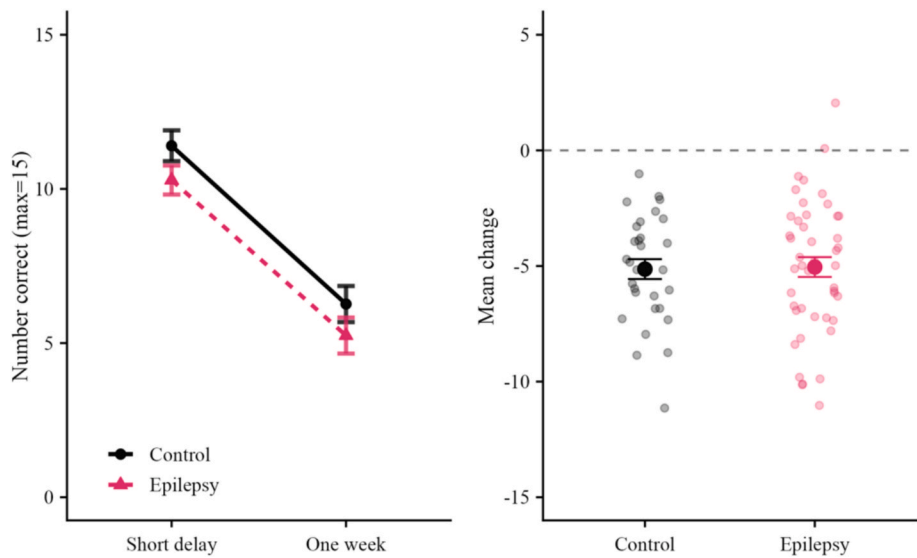 Number correct (max=15)
15
10
5
0
Control
Epilepsy
Short delay
One week
Mean change
5
0
-5
-10
-15
Control
Epilepsy